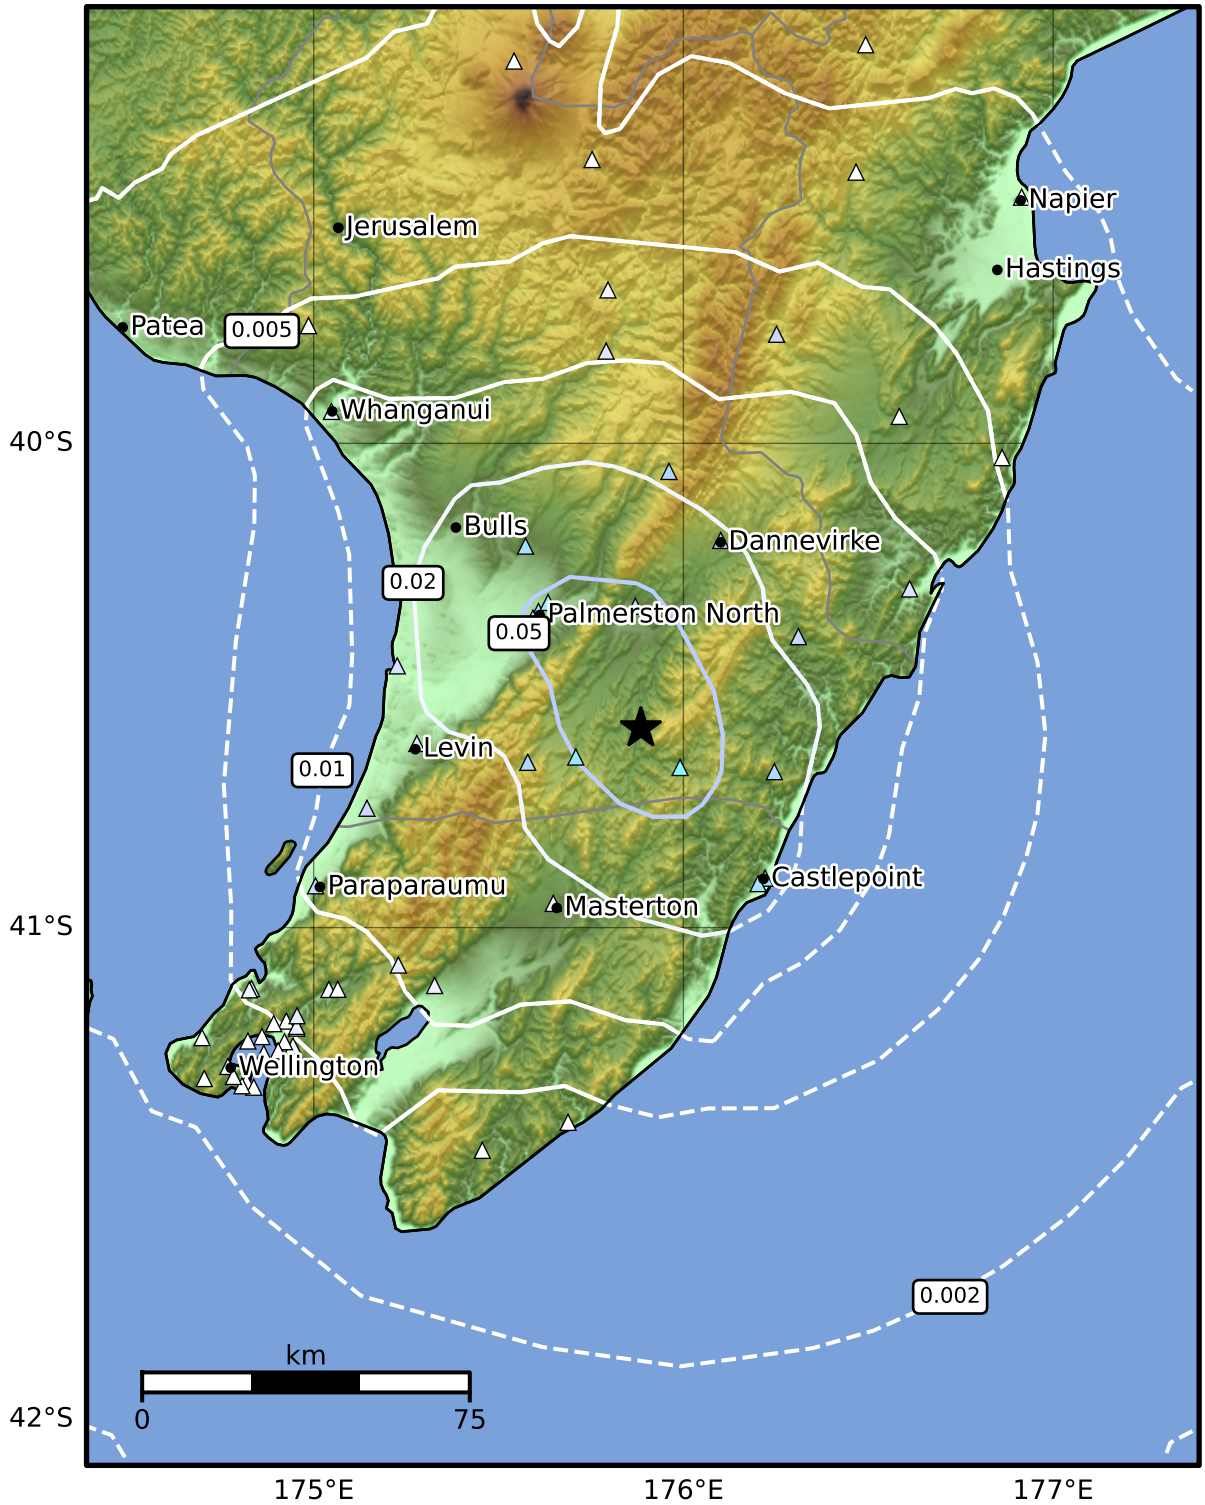 Napier
Jerusalem
Hastings
Patea
0.005
Whanganui
40°S
Bulls
Dannevirke
0.02
Palmerston North
0.05
Levin
0.01
Castlepoint
Paraparaumu
Masterton
41°S
Wellington
0.002
km
0
75
42°S
175°E
176°E
177°E